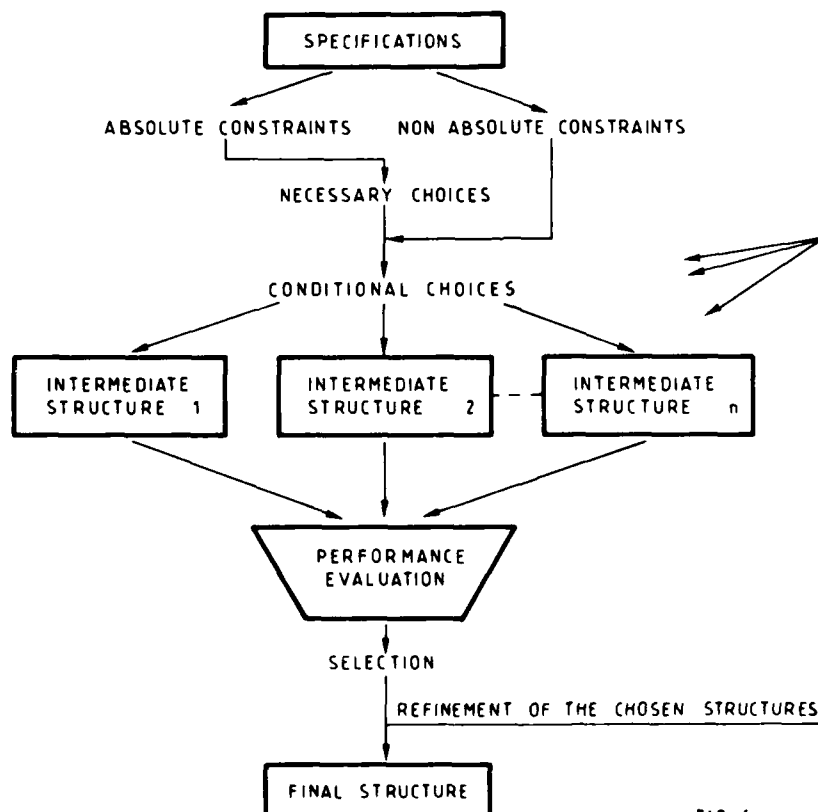 SPECIFICATIONS
ABSOLUTE CONSTRAINTS
NON ABSOLUTE CONSTRAINTS
NECESSARY CHOICES
CONDITIONAL CHOICES
INTERMEDIATE
STRUCTURE 1
INTERMEDIATE
STRUCTURE 2
INTERMEDIATE
STRUCTURE n
PERFORMANCE
EVALUATION
SELECTION
REFINEMENT OF THE CHOSEN STRUCTURES
FINAL STRUCTURE